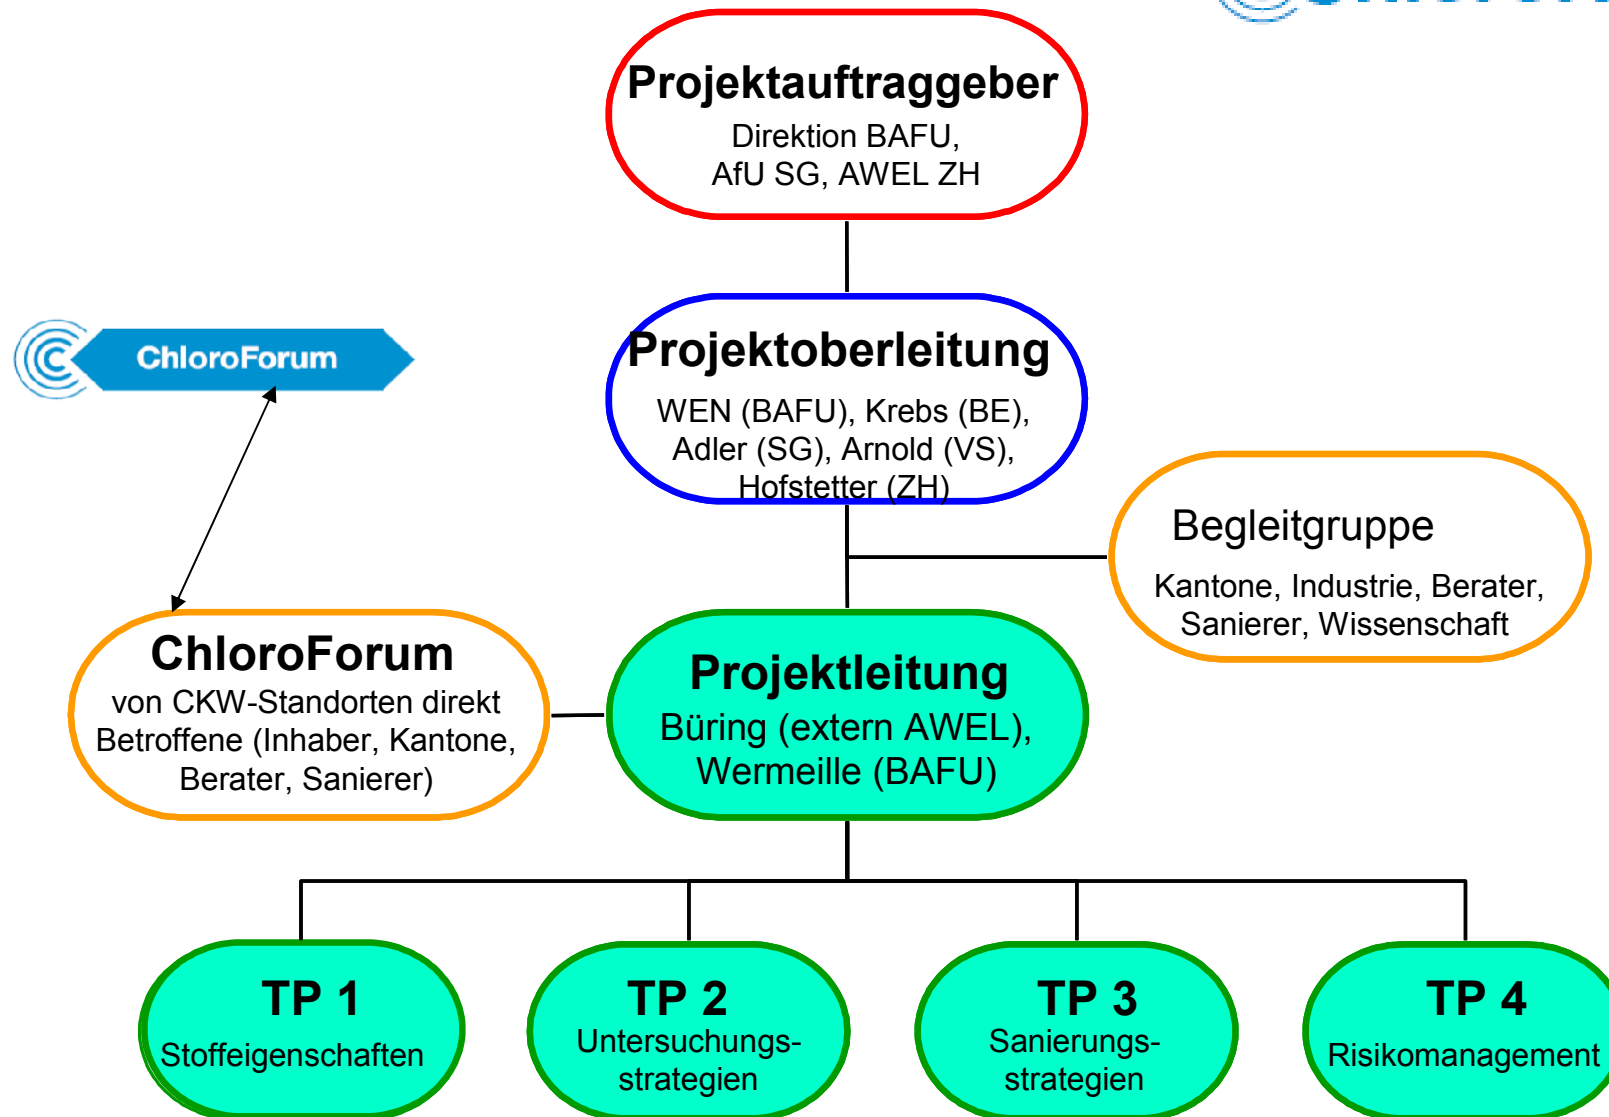 Projektauftraggeber
Direktion BAFU,
AfU SG, AWEL ZH
ChloroForum
Projektoberleitung
WEN (BAFU), Krebs (BE),
Adler (SG), Arnold (VS),
Hofstetter (ZH)
Begleitgruppe
Kantone, Industrie, Berater,
Sanierer, Wissenschaft
ChloroForum
von CKW-Standorten direkt
Betroffene (Inhaber, Kantone,
Berater, Sanierer)
Projektleitung
Büring (extern AWEL),
Wermeille (BAFU)
TP 1
Stoffeigenschaften
TP 2
Untersuchungs-
strategien
TP 3
Sanierungs-
strategien
TP 4
Risikomanagement